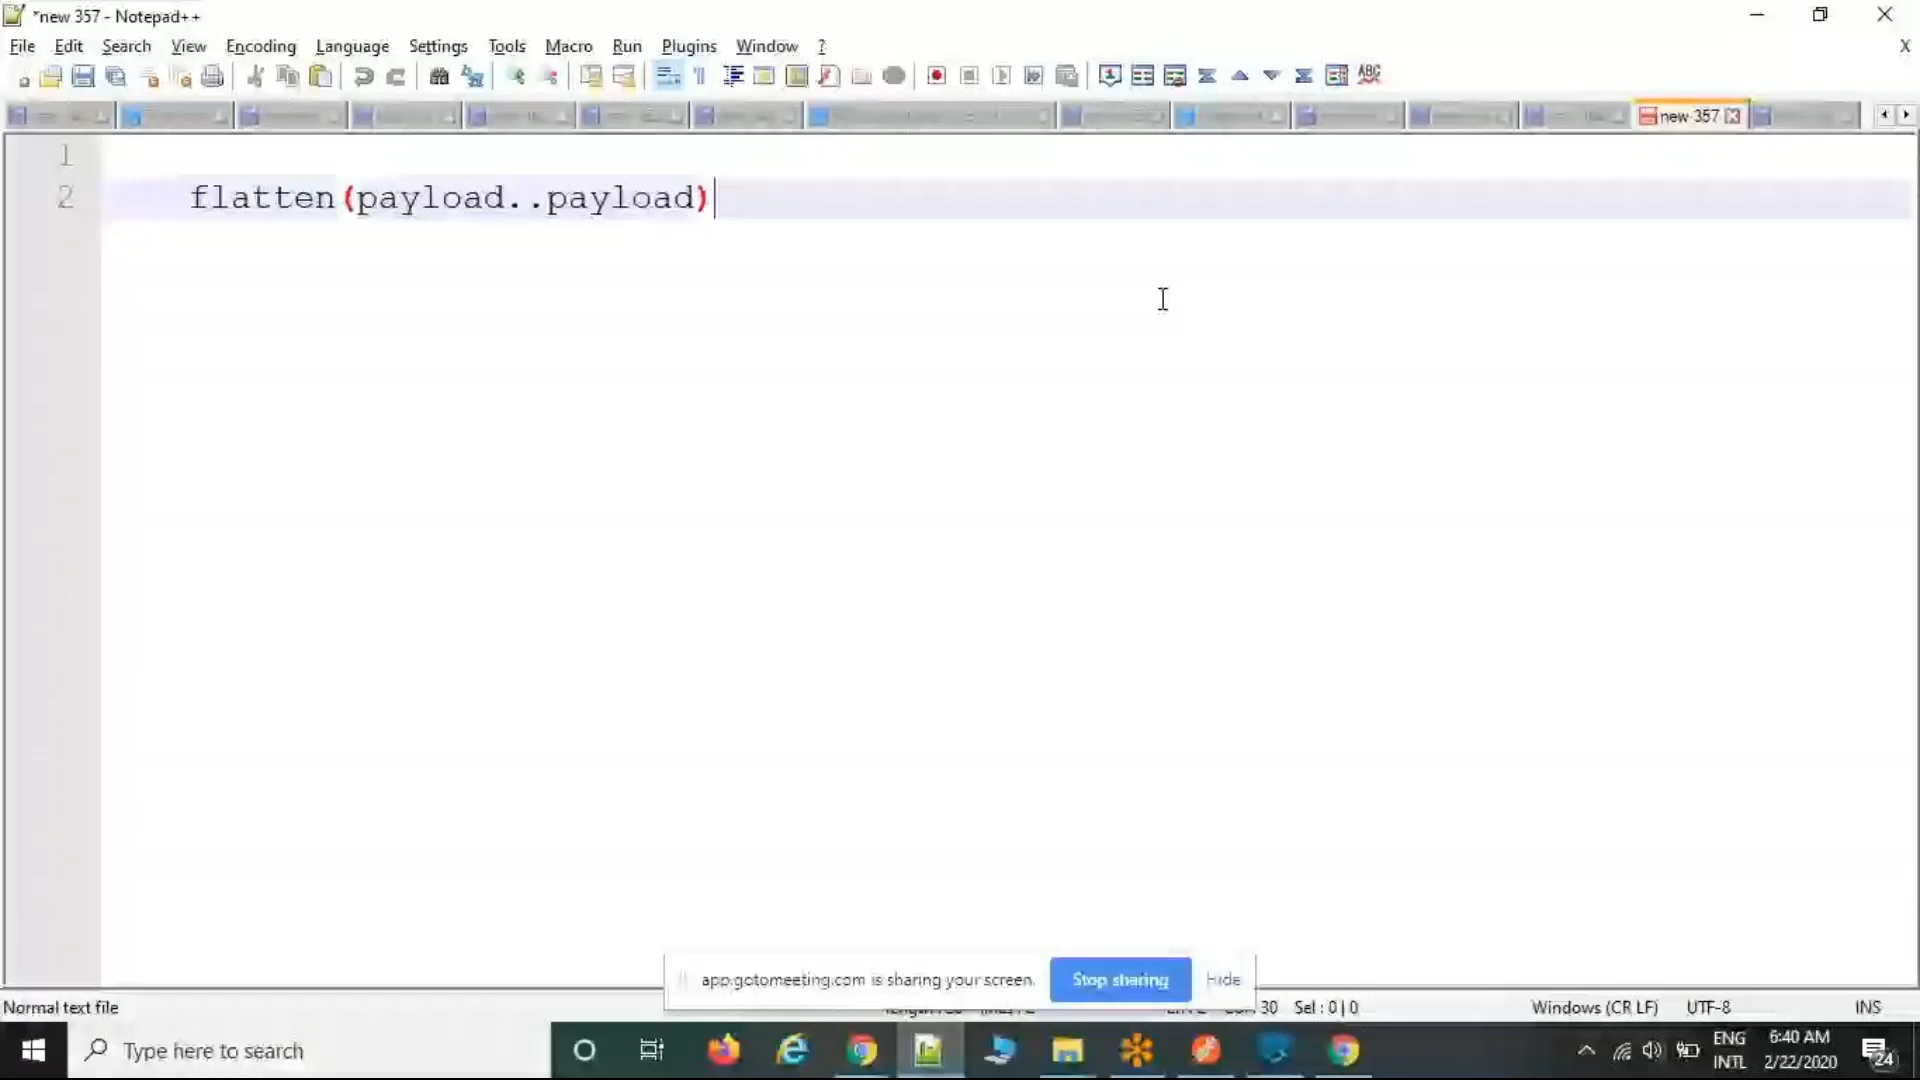 *new 357 - Notepad++
File Edit Search View Encoding Language Settings Tools Macro Run Plugins Window ?
X
ABC
new 357
1
2 flatten(payload..payload)
app.gotomeeting.com is sharing your screen. Stop sharing Hide
Normal text file
30 Sel : 0 | 0 Windows (CR LF) UTF-8 INS
Type here to search
ENG
INTL
6:40 AM
2/22/2020
24